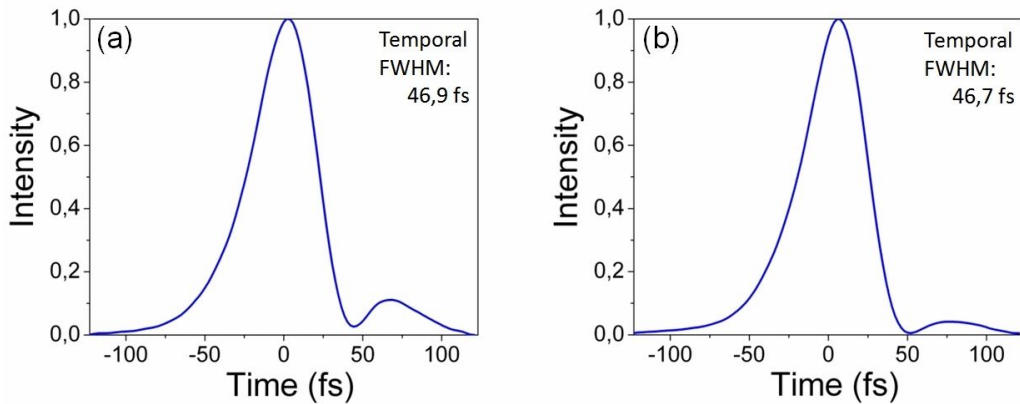 (a)
Temporal
FWHM:
46,9 fs
Intensity
1,0
0,8
0,6
0,4
0,2
0,0
-100
-50
0
50
100
Time (fs)
(b)
Temporal
FWHM:
46,7 fs
Intensity
1,0
0,8
0,6
0,4
0,2
0,0
-100
-50
0
50
100
Time (fs)